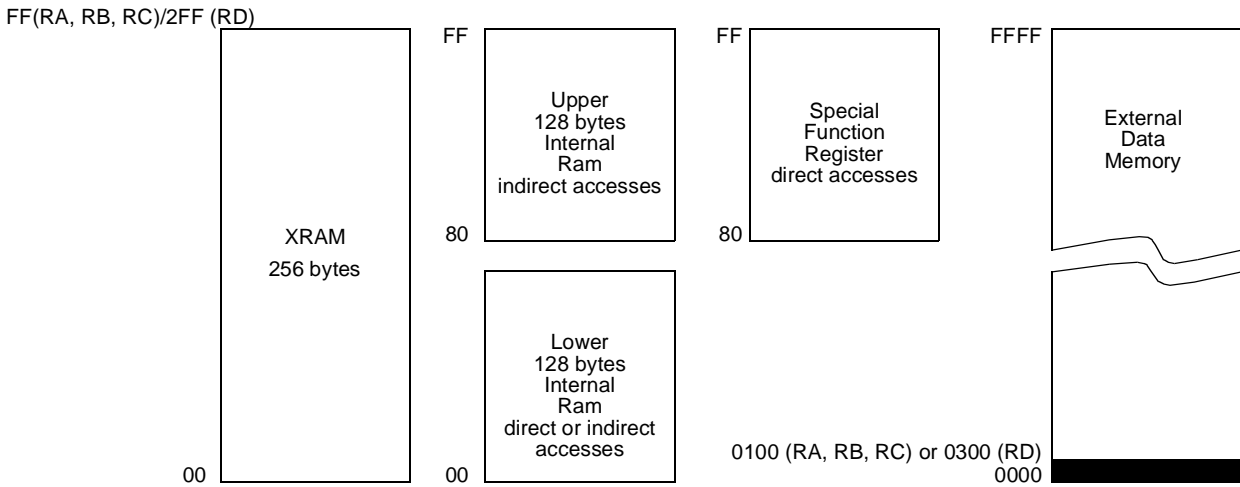 FF(RA, RB, RC)/2FF (RD)
FF
FF
FFFF
Upper
128 bytes
Internal
Ram
indirect accesses
Special
Function
Register
direct accesses
External
Data
Memory
80
80
XRAM
256 bytes
Lower
128 bytes
Internal
Ram
direct or indirect
accesses
00
00
0100 (RA, RB, RC) or 0300 (RD)
0000